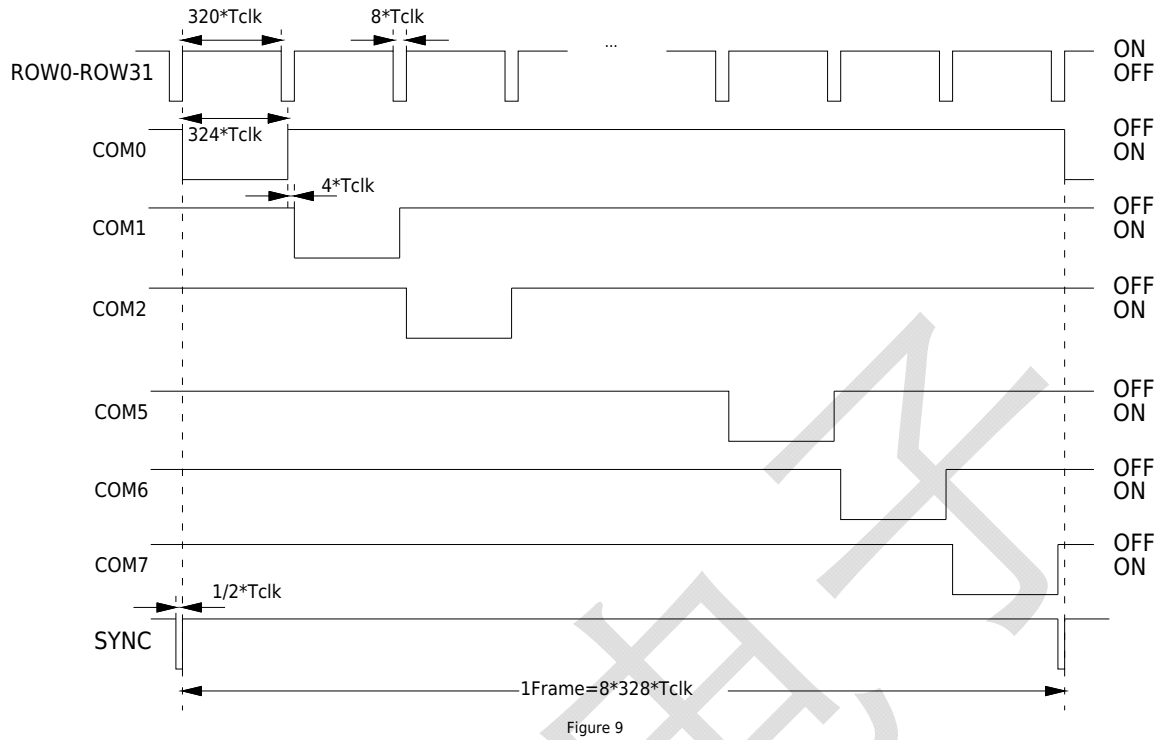 320*Tclk
8*Tclk
...
ROW0-ROW31
ON
OFF
324*Tclk
COM0
OFF
ON
4*Tclk
COM1
OFF
ON
COM2
OFF
ON
COM5
OFF
ON
COM6
OFF
ON
COM7
OFF
ON
1/2*Tclk
SYNC
1Frame=8*328*Tclk
Figure 9
电子